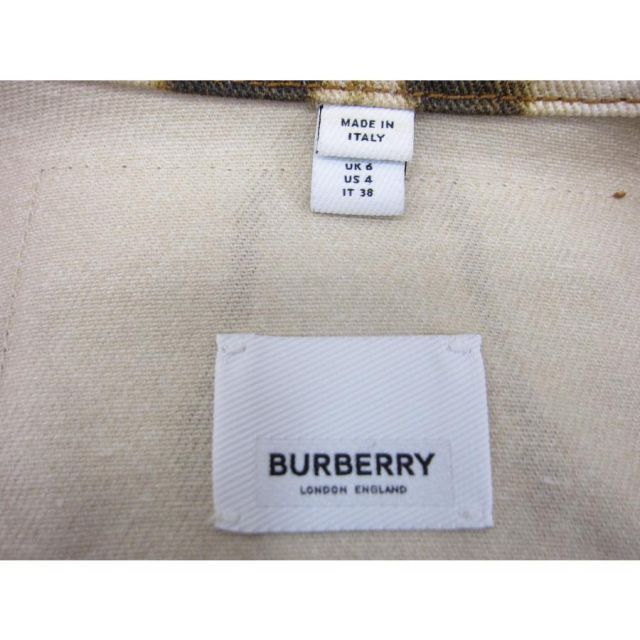 MADE IN
ITALY
UK 6
US 4
IT 38
BURBERRY
LONDON ENGLAND